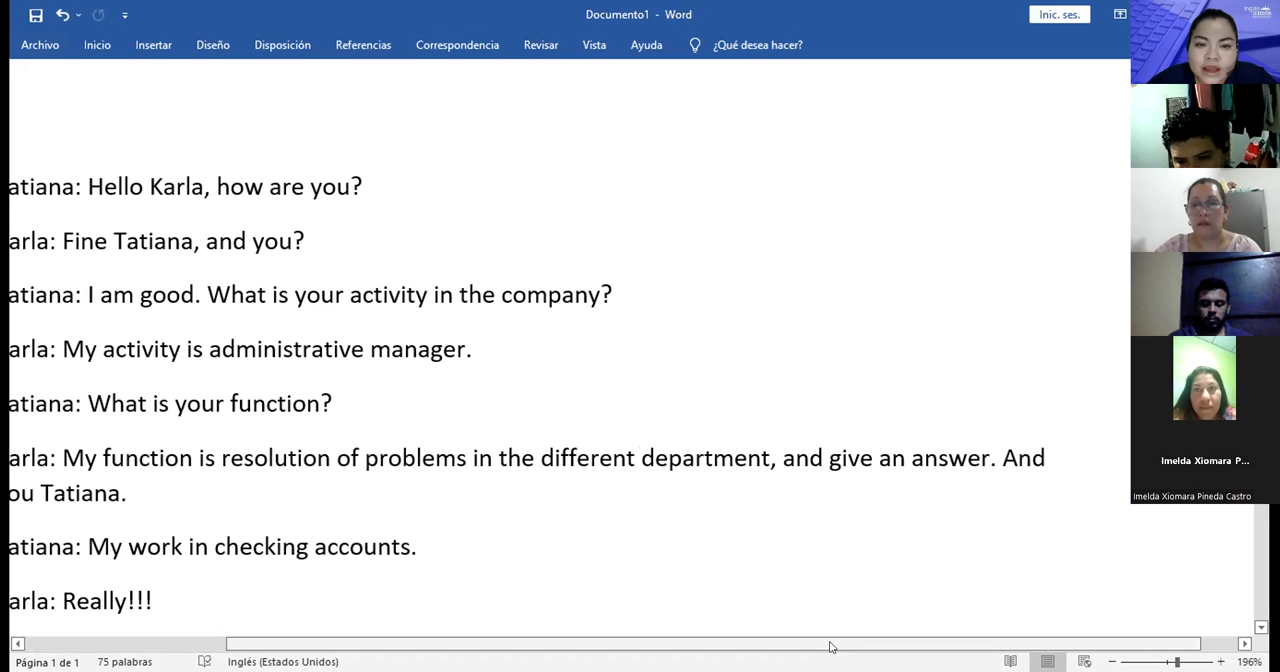 Documento1 - Word
Inic. ses.
Archivo Inicio Insertar Diseño Disposición Referencias Correspondencia Revisar Vista Ayuda ¿Qué desea hacer?
atiana: Hello Karla, how are you?
arla: Fine Tatiana, and you?
atiana: I am good. What is your activity in the company?
arla: My activity is administrative manager.
atiana: What is your function?
arla: My function is resolution of problems in the different department, and give an answer. And
ou Tatiana.
atiana: My work in checking accounts.
arla: Really!!!
Imelda Xiomara P...
Imelda Xiomara Pineda Castro
Página 1 de 1 75 palabras Inglés (Estados Unidos) 196%